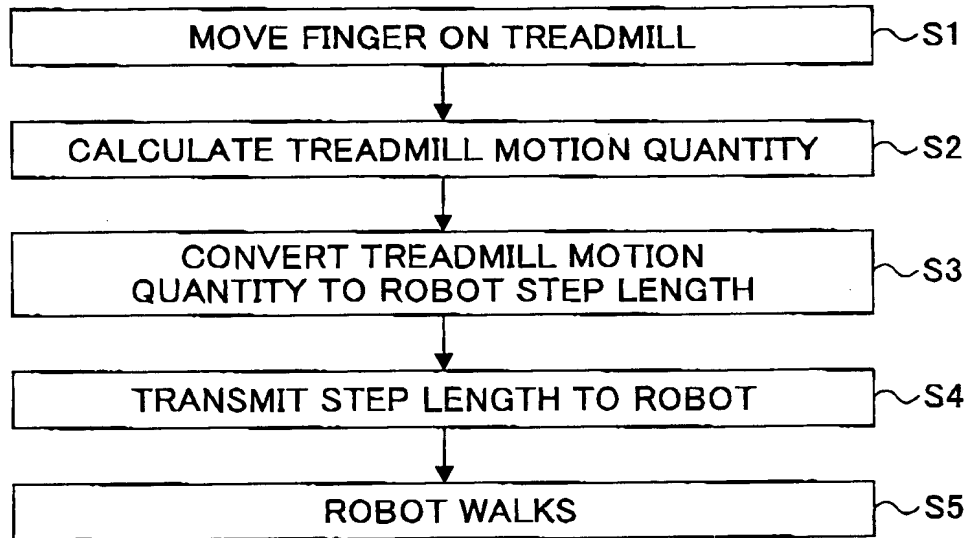 MOVE FINGER ON TREADMILL S1
CALCULATE TREADMILL MOTION QUANTITY S2
CONVERT TREADMILL MOTION
QUANTITY TO ROBOT STEP LENGTH S3
TRANSMIT STEP LENGTH TO ROBOT S4
ROBOT WALKS S5